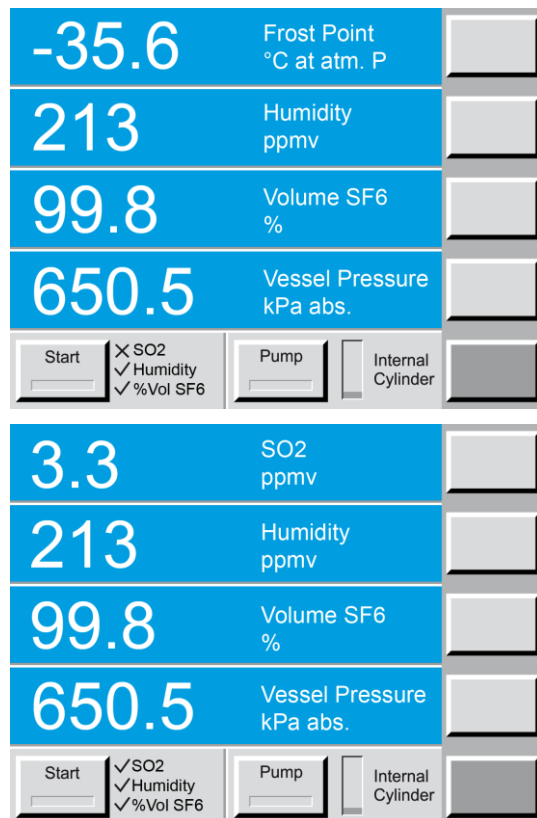 -35.6
Frost Point
°C at atm. P
213
Humidity
ppmv
99.8
Volume SF6
%
650.5
Vessel Pressure
kPa abs.
Start
SO2
Humidity
%Vol SF6
Pump
Internal
Cylinder
3.3
SO2
ppmv
213
Humidity
ppmv
99.8
Volume SF6
%
650.5
Vessel Pressure
kPa abs.
Start
SO2
Humidity
%Vol SF6
Pump
Internal
Cylinder